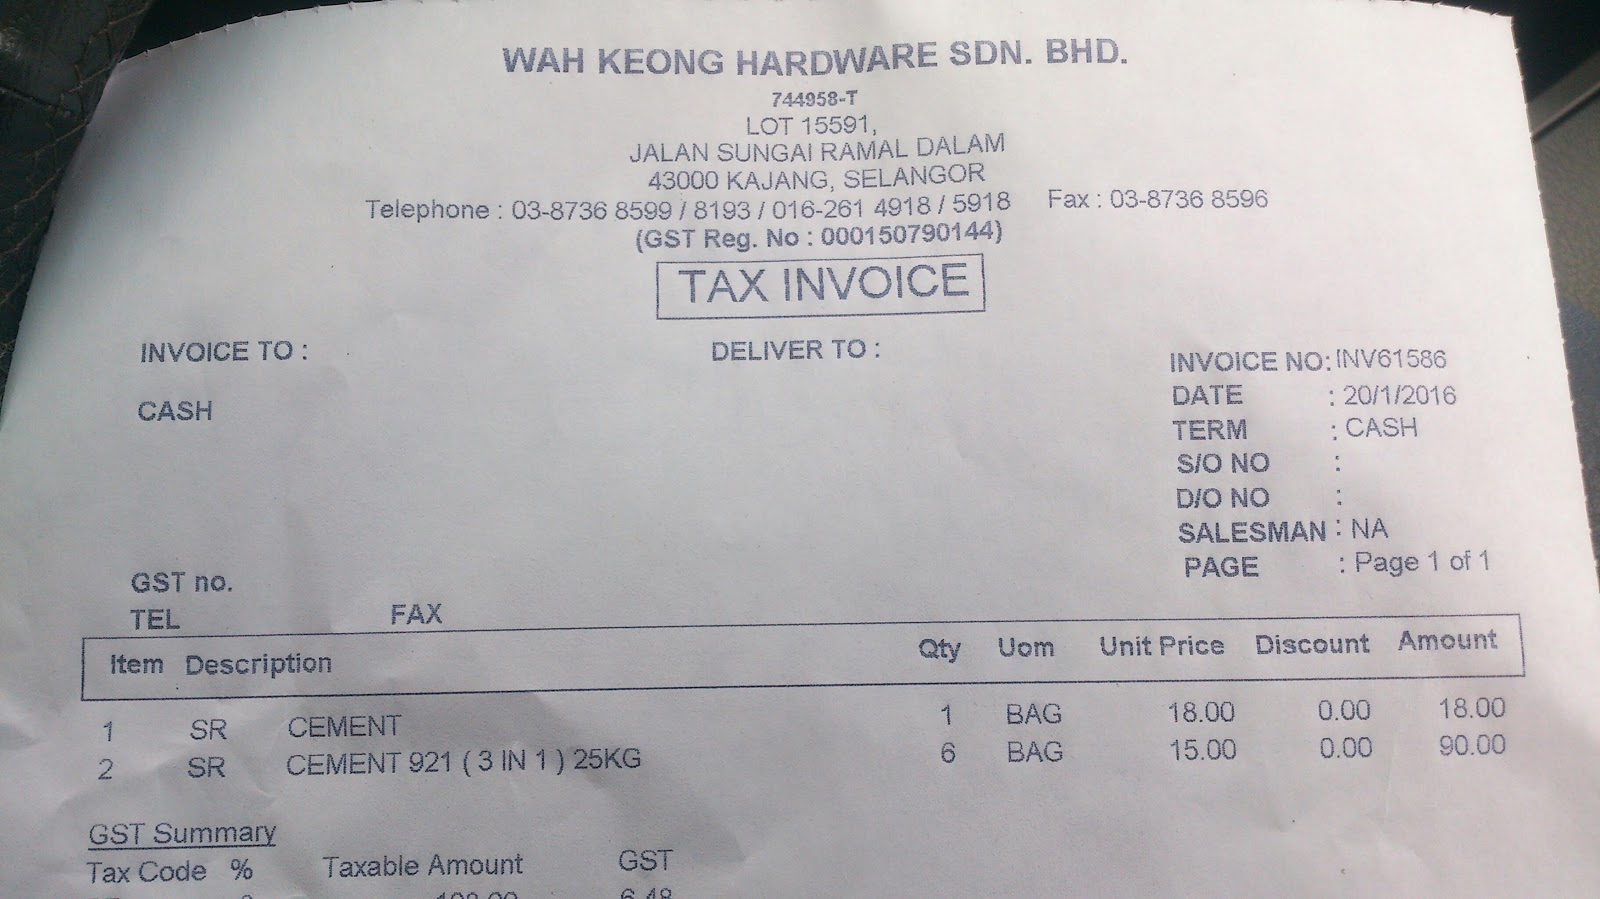 WAH KEONG HARDWARE SDN. BHD.
744958-T
LOT 15591,
JALAN SUNGAI RAMAL DALAM
43000 KAJANG, SELANGOR
Telephone : 03-8736 8599 / 8193 / 016-261 4918 / 5918 Fax : 03-8736 8596
(GST Reg. No : 000150790144)
TAX INVOICE
INVOICE TO :
CASH
DELIVER TO :
INVOICE NO: INV61586
DATE : 20/1/2016
TERM : CASH
S/O NO :
D/O NO :
SALESMAN : NA
PAGE : Page 1 of 1
GST no.
TEL FAX
Item Description Qty Uom Unit Price Discount Amount
1 SR CEMENT 1 BAG 18.00 0.00 18.00
2 SR CEMENT 921 ( 3 IN 1 ) 25KG 6 BAG 15.00 0.00 90.00
GST Summary
Tax Code % Taxable Amount GST
108.00 6.48